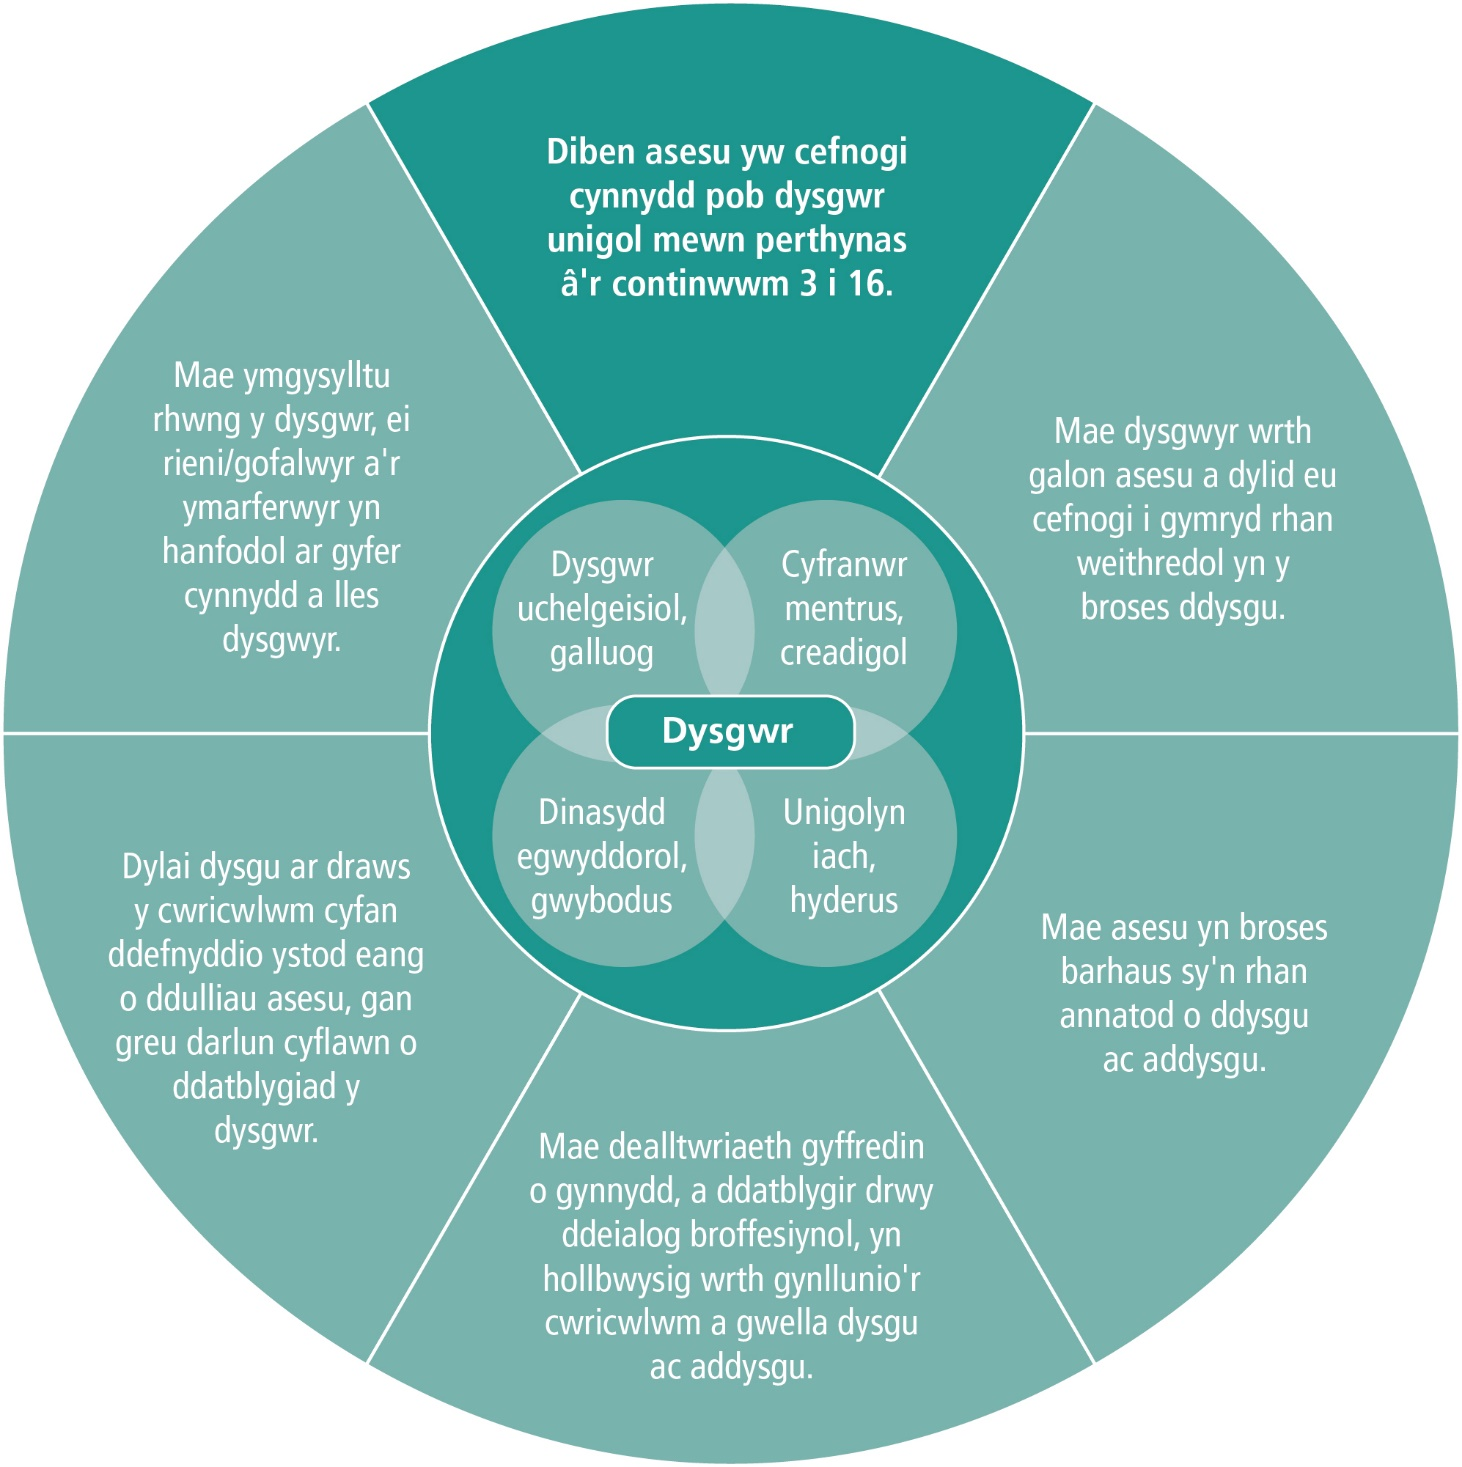 Diben asesu yw cefnogi
cynnydd pob dysgwr
unigol mewn perthynas
â'r continwwm 3 i 16.
Mae dysgwyr wrth
galon asesu a dylid eu
cefnogi i gymryd rhan
weithredol yn y
broses ddysgu.
Mae asesu yn broses
barhaus sy'n rhan
annatod o ddysgu
ac addysgu.
Mae dealltwriaeth gyffredin
o gynnydd, a ddatblygir drwy
ddeialog broffesiynol, yn
hollbwysig wrth gynllunio'r
cwricwlwm a gwella dysgu
ac addysgu.
Dylai dysgu ar draws
y cwricwlwm cyfan
ddefnyddio ystod eang
o ddulliau asesu, gan
greu darlun cyflawn o
ddatblygiad y
dysgwr.
Mae ymgysylltu
rhwng y dysgwr, ei
rieni/gofalwyr a'r
ymarferwyr yn
hanfodol ar gyfer
cynnydd a lles
dysgwyr.
Dysgwr
uchelgeisiol,
galluog
Cyfranwr
mentrus,
creadigol
Dysgwr
Dinasydd
egwyddorol,
gwybodus
Unigolyn
iach,
hyderus